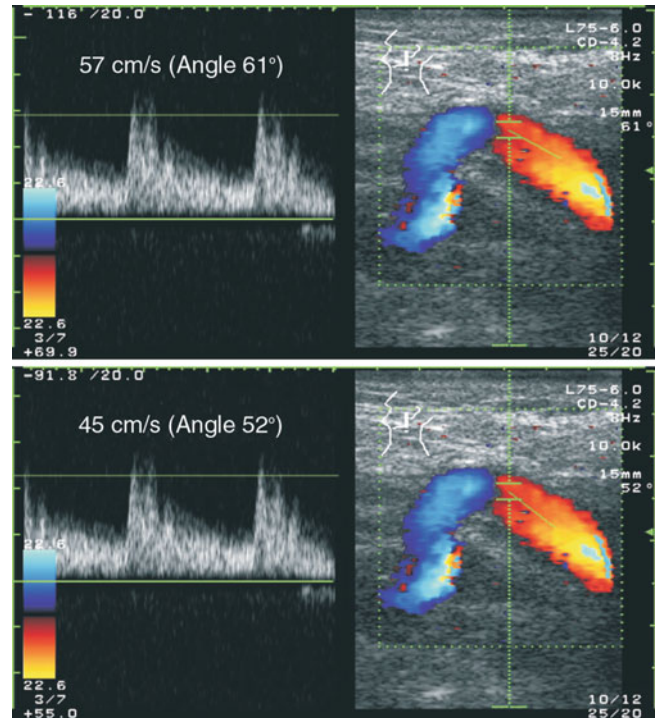 - 116 /20.0
57 cm/s (Angle 61°)
22.6
22.6
3/7
+69.9
L75-6.0
CD-4.2
8Hz
10.0k
15mm
61°
10/12
25/20
-91.8 /20.0
45 cm/s (Angle 52°)
22.6
22.6
3/7
+55.0
L75-6.0
CD-4.2
8Hz
10.0k
15mm
52°
10/12
25/20